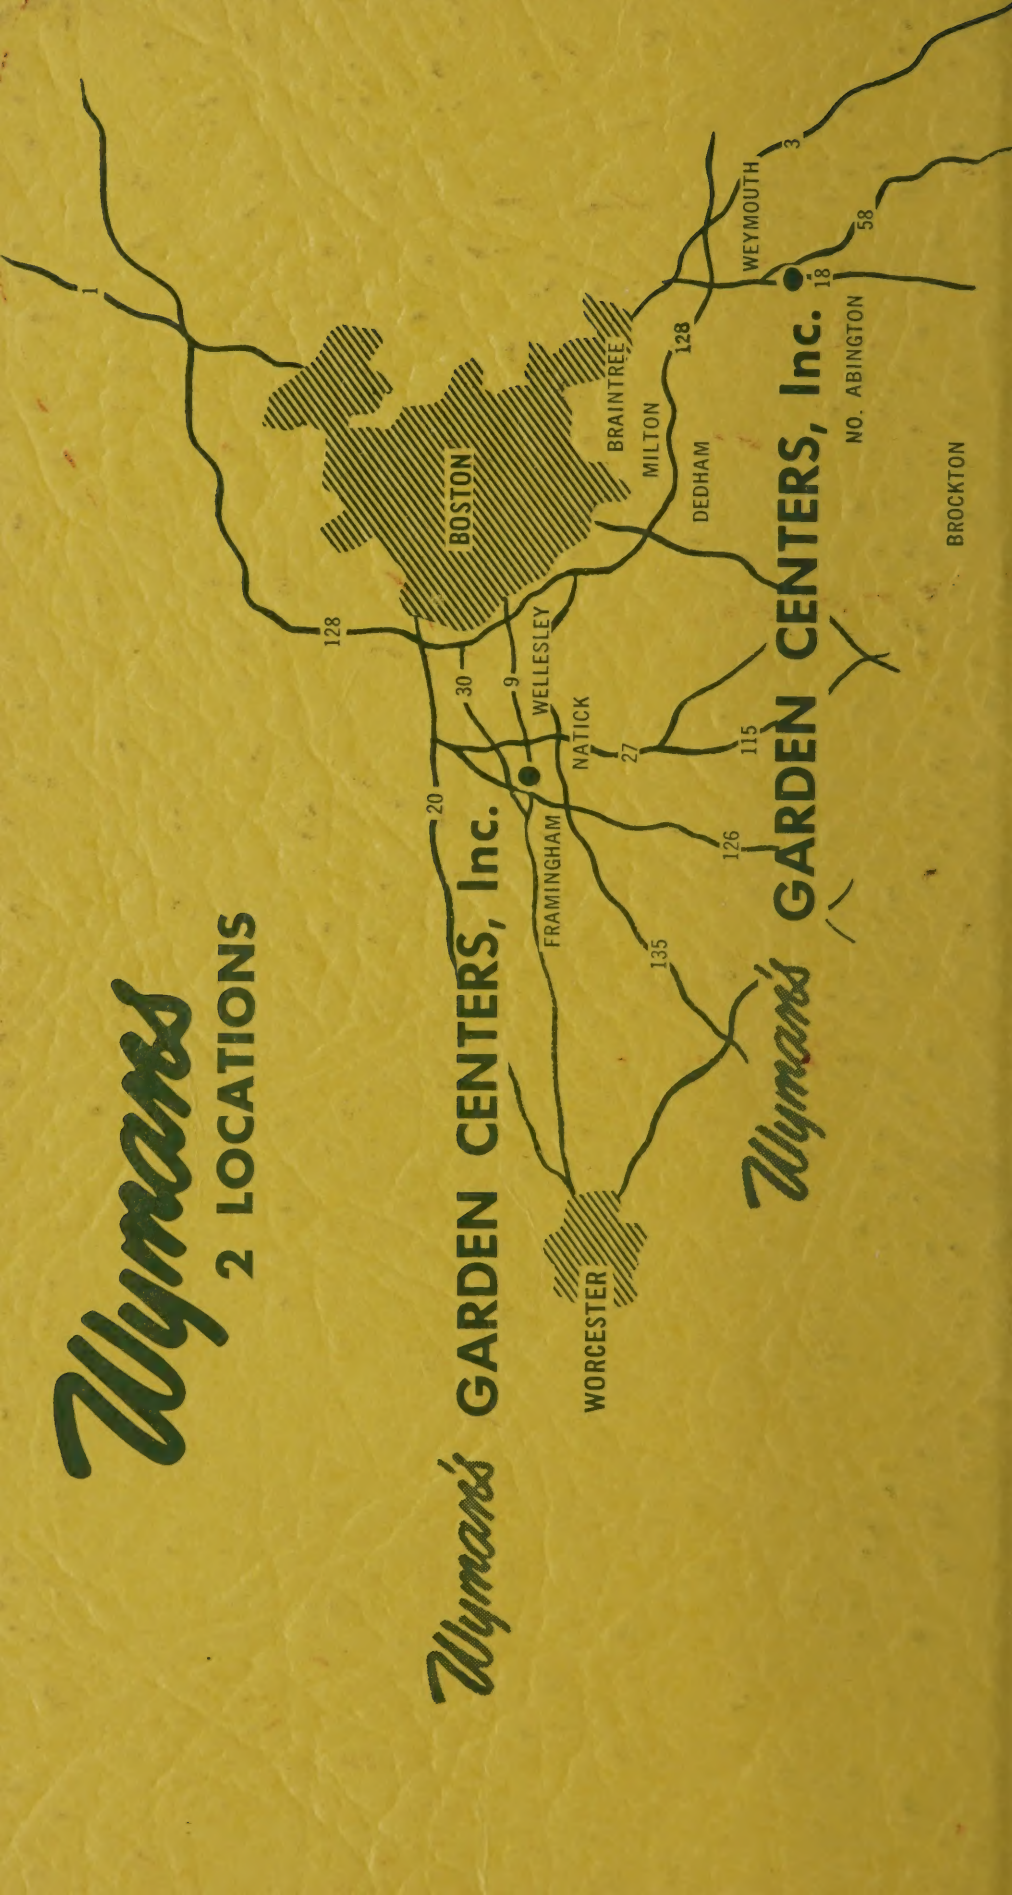 Wymans
2 LOCATIONS
1
128
BOSTON
20
30
9
WELLESLEY
Wyman's GARDEN CENTERS, Inc.
FRAMINGHAM
NATICK
27
WORCESTER
135
126
115
BRAINTREE
MILTON
128
DEDHAM
WEYMOUTH
3
Wyman's GARDEN CENTERS, Inc.
18
58
NO. ABINGTON
BROCKTON